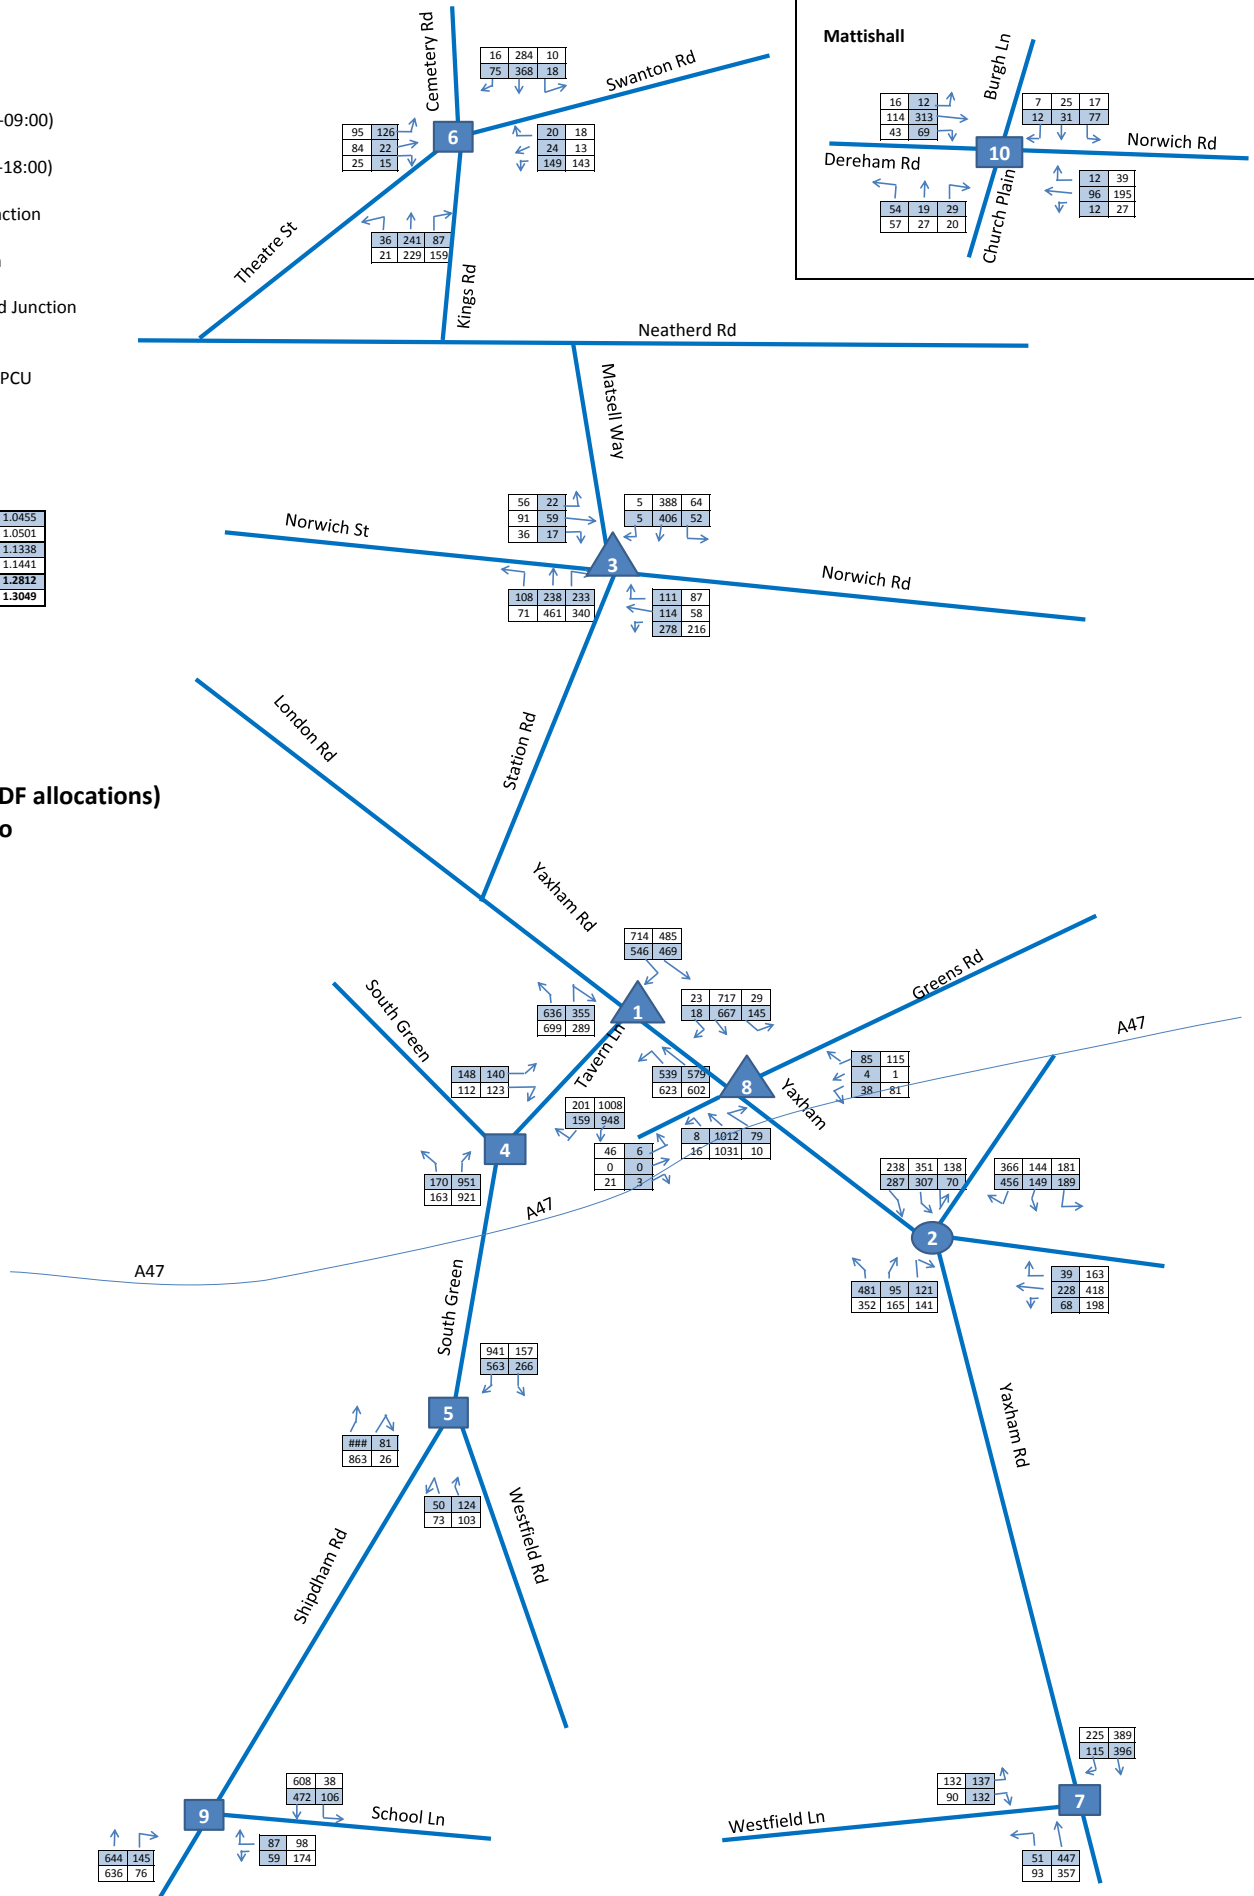 Cemetery Rd
16 284 10
75 368 18
Swanton Rd
-09:00)
95 126
84 22
25 15
6
20 18
24 13
149 143
-18:00)
nction
36 241 87
21 229 159
Theatre St
Kings Rd
d Junction
Neatherd Rd
Mattishall
Burgh Ln
16 12
114 313
43 69
7 25 17
12 31 77
10
Norwich Rd
Dereham Rd
12 39
96 195
12 27
54 19 29
57 27 20
Church Plain
PCU
Matsell Way
1.0455
1.0501
1.1338
1.1441
1.2812
1.3049
56 22
91 59
36 17
5 388 64
5 406 52
Norwich St
3
Norwich Rd
108 238 233
71 461 340
111 87
114 58
278 216
London Rd
Station Rd
DF allocations)
o
Yaxham Rd
714 485
546 469
Greens Rd
South Green
636 355
699 289
1
23 717 29
18 667 145
A47
Tavern Ln
148 140
112 123
539 579
623 602
8
Yaxham
85 115
4 1
38 81
201 1008
159 948
8 1012 79
16 1031 10
4
46 6
0 0
21 3
170 951
163 921
A47
A47
238 351 138
287 307 70
366 144 181
456 149 189
2
481 95 121
352 165 141
39 163
228 418
68 198
South Green
941 157
563 266
5
### 81
863 26
50 124
73 103
Westfield Rd
Yaxham Rd
Shipdham Rd
225 389
115 396
608 38
472 106
9
School Ln
644 145
636 76
87 98
59 174
132 137
90 132
7
Westfield Ln
51 447
93 357